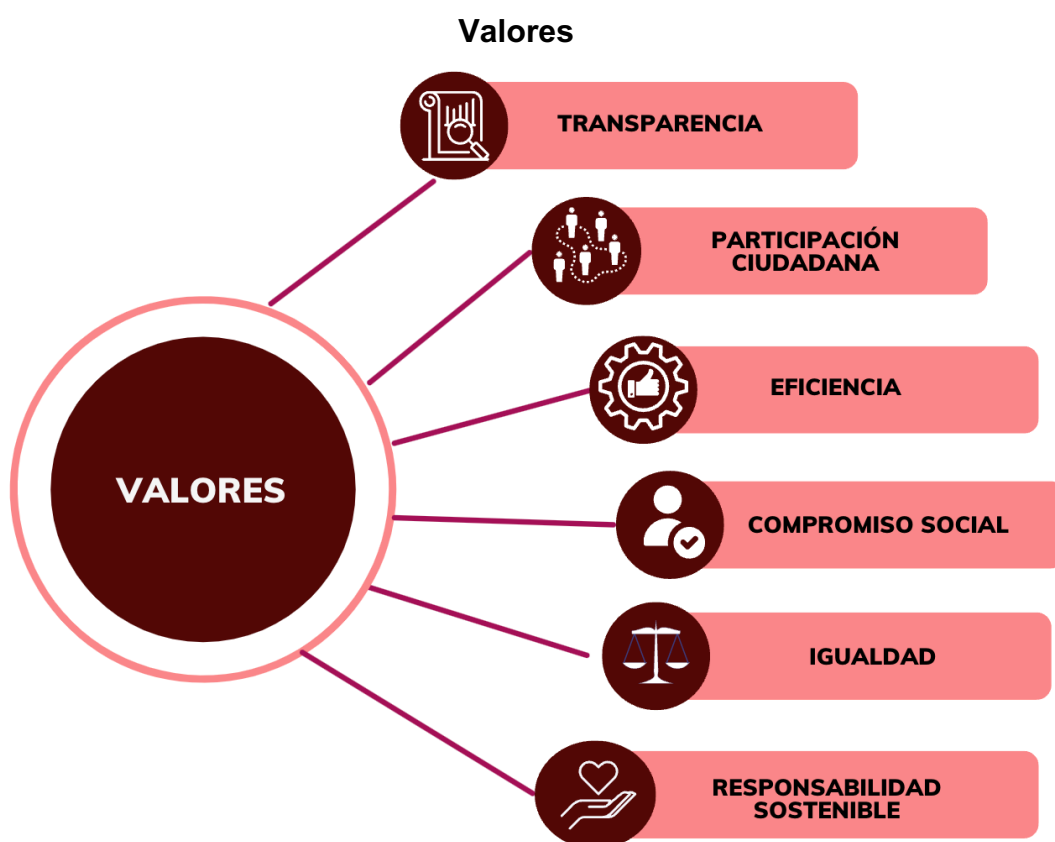 Valores
TRANSPARENCIA
PARTICIPACIÓN
CIUDADANA
EFICIENCIA
VALORES
COMPROMISO SOCIAL
IGUALDAD
RESPONSABILIDAD
SOSTENIBLE